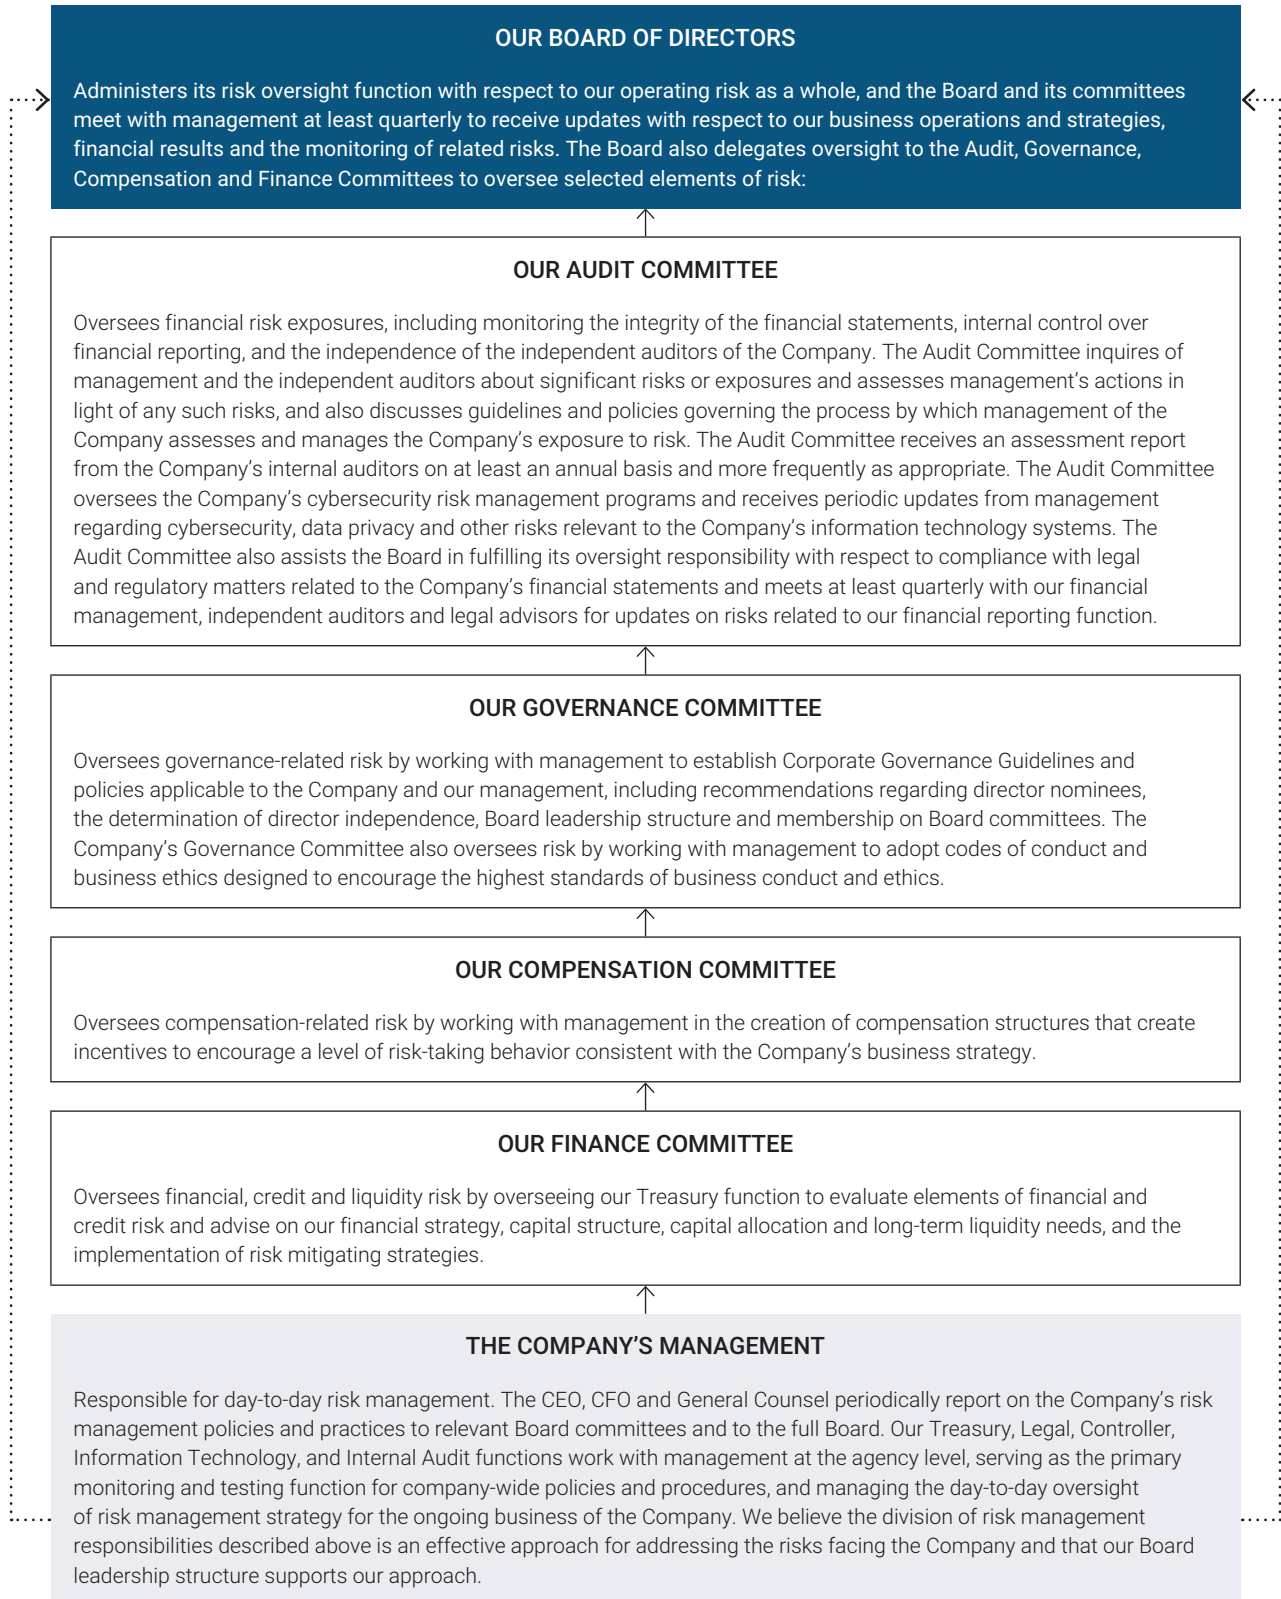 OUR BOARD OF DIRECTORS
Administers its risk oversight function with respect to our operating risk as a whole, and the Board and its committees
meet with management at least quarterly to receive updates with respect to our business operations and strategies,
financial results and the monitoring of related risks. The Board also delegates oversight to the Audit, Governance,
Compensation and Finance Committees to oversee selected elements of risk:
OUR AUDIT COMMITTEE
Oversees financial risk exposures, including monitoring the integrity of the financial statements, internal control over
financial reporting, and the independence of the independent auditors of the Company. The Audit Committee inquires of
management and the independent auditors about significant risks or exposures and assesses management’s actions in
light of any such risks, and also discusses guidelines and policies governing the process by which management of the
Company assesses and manages the Company’s exposure to risk. The Audit Committee receives an assessment report
from the Company’s internal auditors on at least an annual basis and more frequently as appropriate. The Audit Committee
oversees the Company’s cybersecurity risk management programs and receives periodic updates from management
regarding cybersecurity, data privacy and other risks relevant to the Company’s information technology systems. The
Audit Committee also assists the Board in fulfilling its oversight responsibility with respect to compliance with legal
and regulatory matters related to the Company’s financial statements and meets at least quarterly with our financial
management, independent auditors and legal advisors for updates on risks related to our financial reporting function.
OUR GOVERNANCE COMMITTEE
Oversees governance-related risk by working with management to establish Corporate Governance Guidelines and
policies applicable to the Company and our management, including recommendations regarding director nominees,
the determination of director independence, Board leadership structure and membership on Board committees. The
Company’s Governance Committee also oversees risk by working with management to adopt codes of conduct and
business ethics designed to encourage the highest standards of business conduct and ethics.
OUR COMPENSATION COMMITTEE
Oversees compensation-related risk by working with management in the creation of compensation structures that create
incentives to encourage a level of risk-taking behavior consistent with the Company’s business strategy.
OUR FINANCE COMMITTEE
Oversees financial, credit and liquidity risk by overseeing our Treasury function to evaluate elements of financial and
credit risk and advise on our financial strategy, capital structure, capital allocation and long-term liquidity needs, and the
implementation of risk mitigating strategies.
THE COMPANY’S MANAGEMENT
Responsible for day-to-day risk management. The CEO, CFO and General Counsel periodically report on the Company’s risk
management policies and practices to relevant Board committees and to the full Board. Our Treasury, Legal, Controller,
Information Technology, and Internal Audit functions work with management at the agency level, serving as the primary
monitoring and testing function for company-wide policies and procedures, and managing the day-to-day oversight
of risk management strategy for the ongoing business of the Company. We believe the division of risk management
responsibilities described above is an effective approach for addressing the risks facing the Company and that our Board
leadership structure supports our approach.